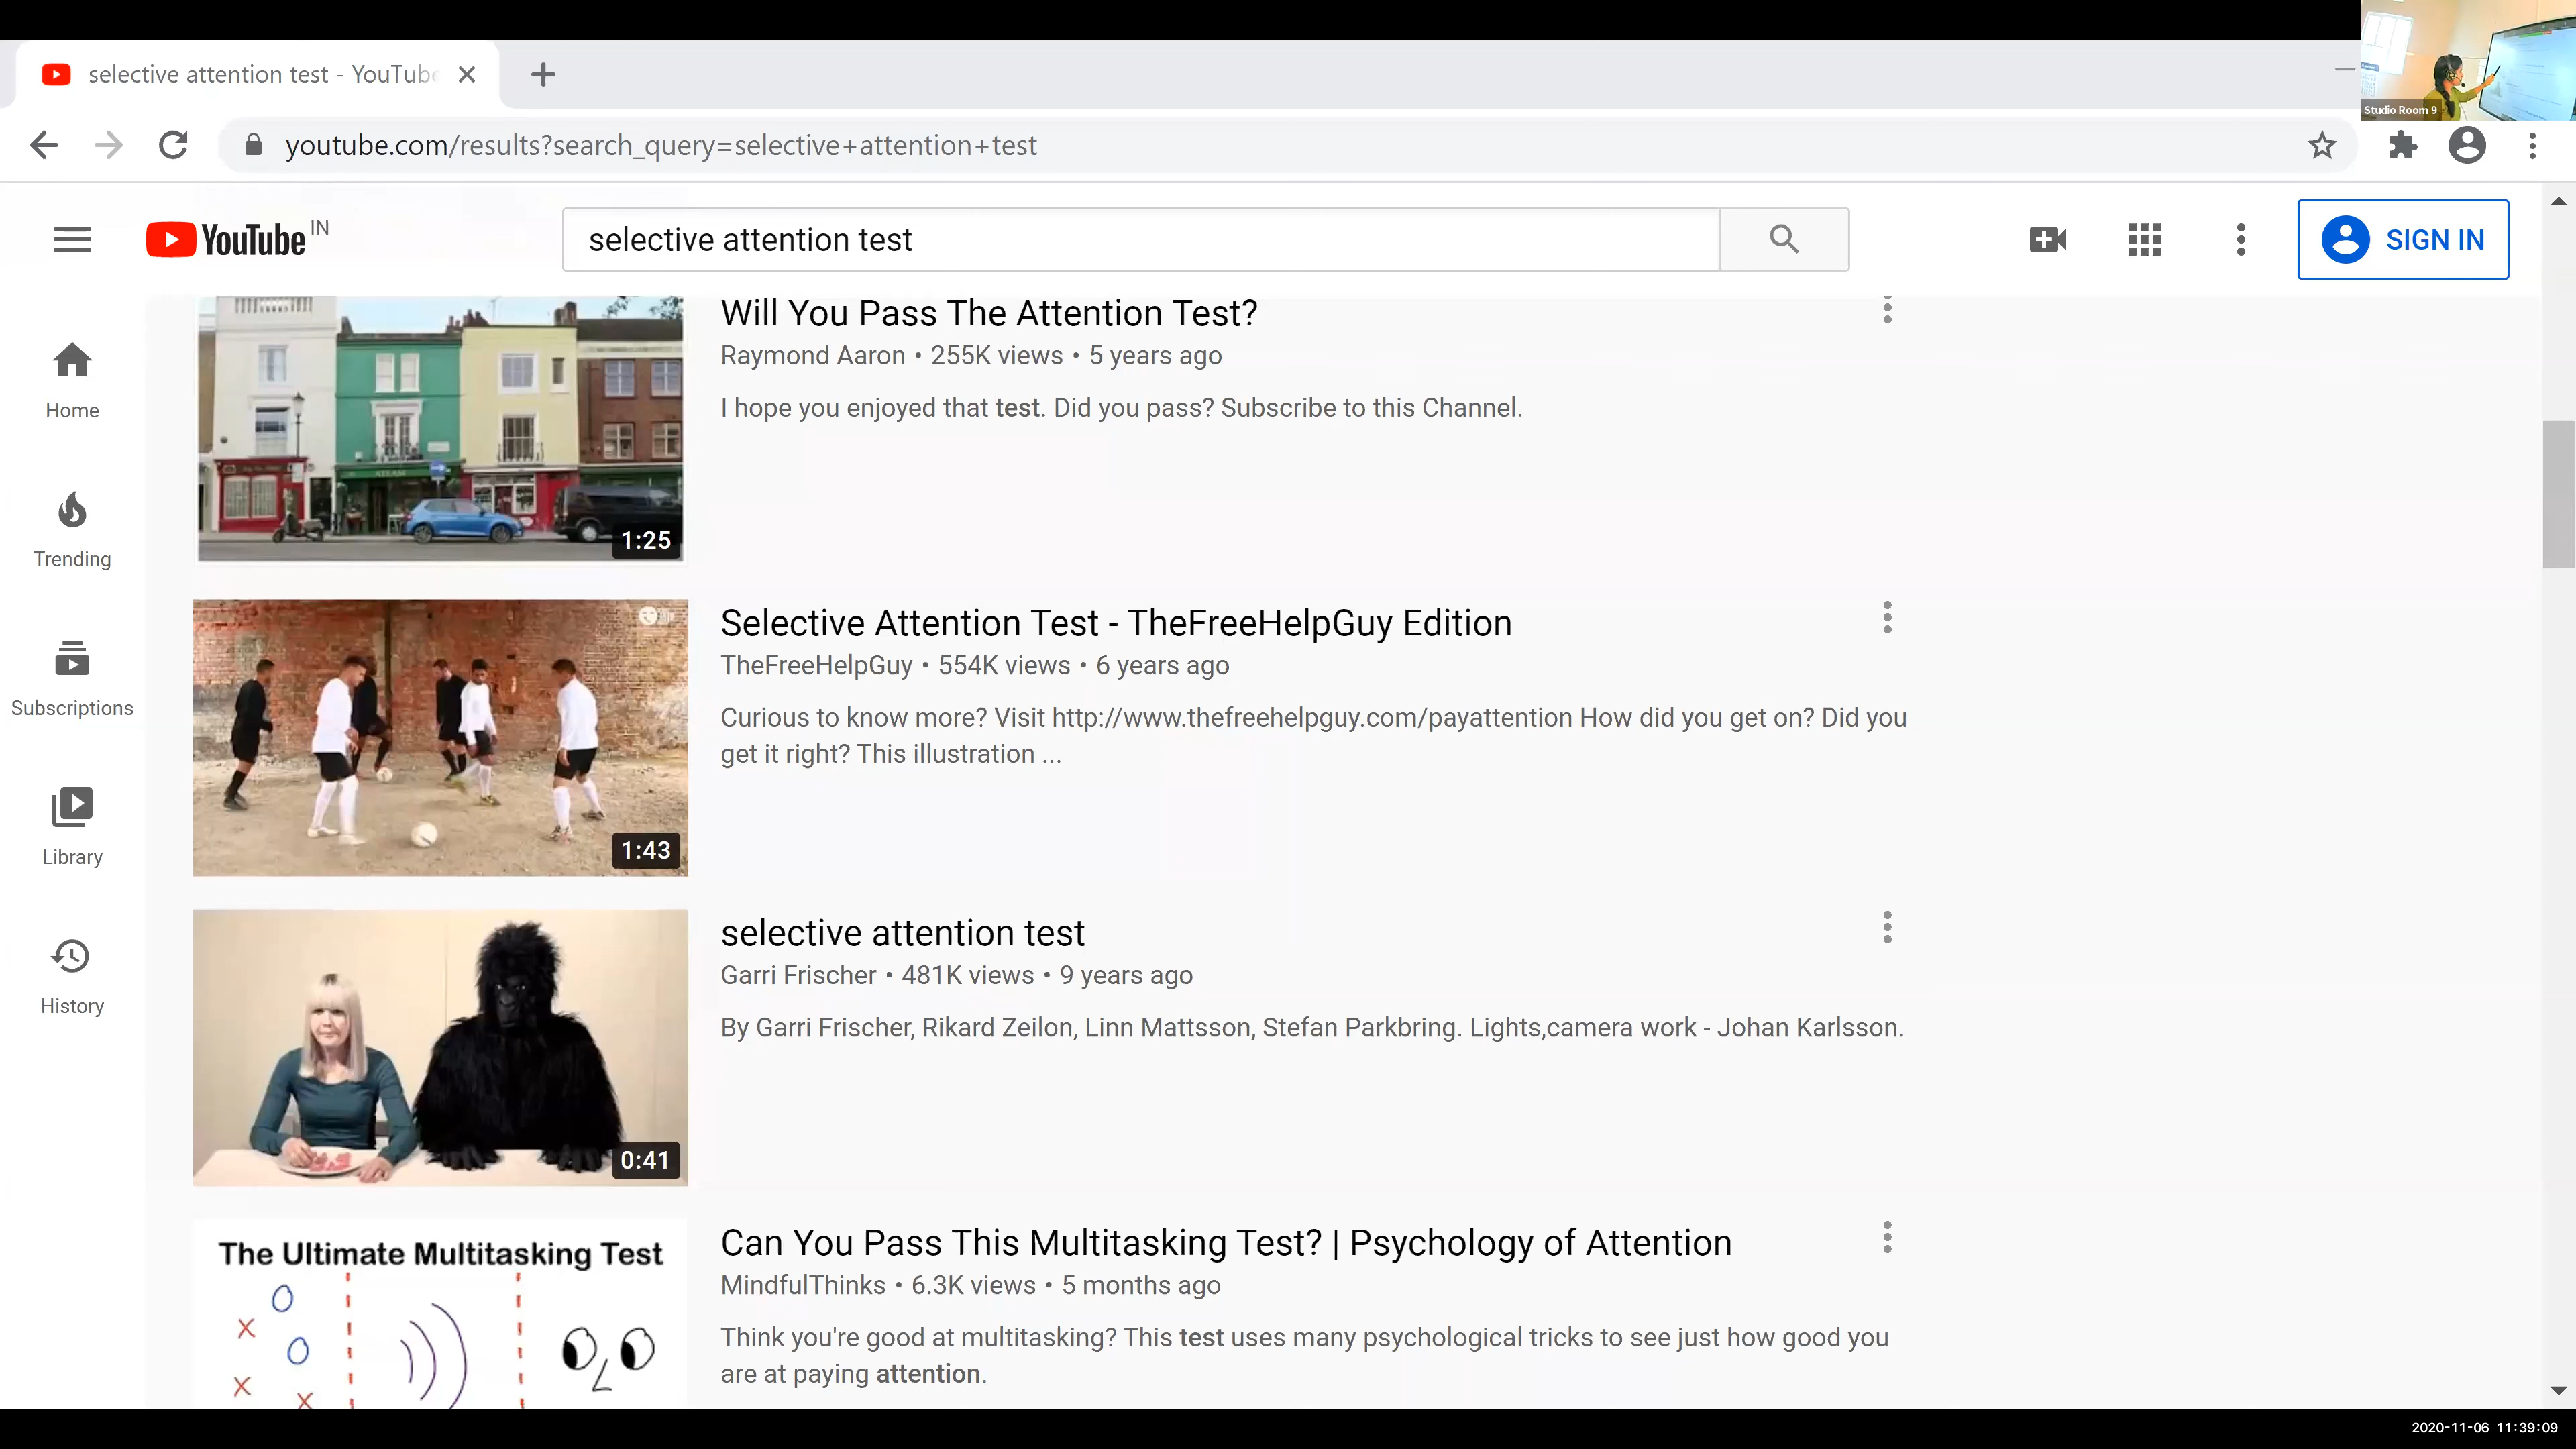 selective attention test - YouTube
Studio Room 9
youtube.com/results?search_query=selective+attention+test
YouTube IN
selective attention test
SIGN IN
Home
Trending
Subscriptions
Library
History
Will You Pass The Attention Test?
Raymond Aaron • 255K views • 5 years ago
I hope you enjoyed that test. Did you pass? Subscribe to this Channel.
1:25
Selective Attention Test - TheFreeHelpGuy Edition
TheFreeHelpGuy • 554K views • 6 years ago
Curious to know more? Visit http://www.thefreehelpguy.com/payattention How did you get on? Did you
get it right? This illustration ...
1:43
selective attention test
Garri Frischer • 481K views • 9 years ago
By Garri Frischer, Rikard Zeilon, Linn Mattsson, Stefan Parkbring. Lights,camera work - Johan Karlsson.
0:41
The Ultimate Multitasking Test
Can You Pass This Multitasking Test? | Psychology of Attention
MindfulThinks • 6.3K views • 5 months ago
Think you're good at multitasking? This test uses many psychological tricks to see just how good you
are at paying attention.
2020-11-06 11:39:09